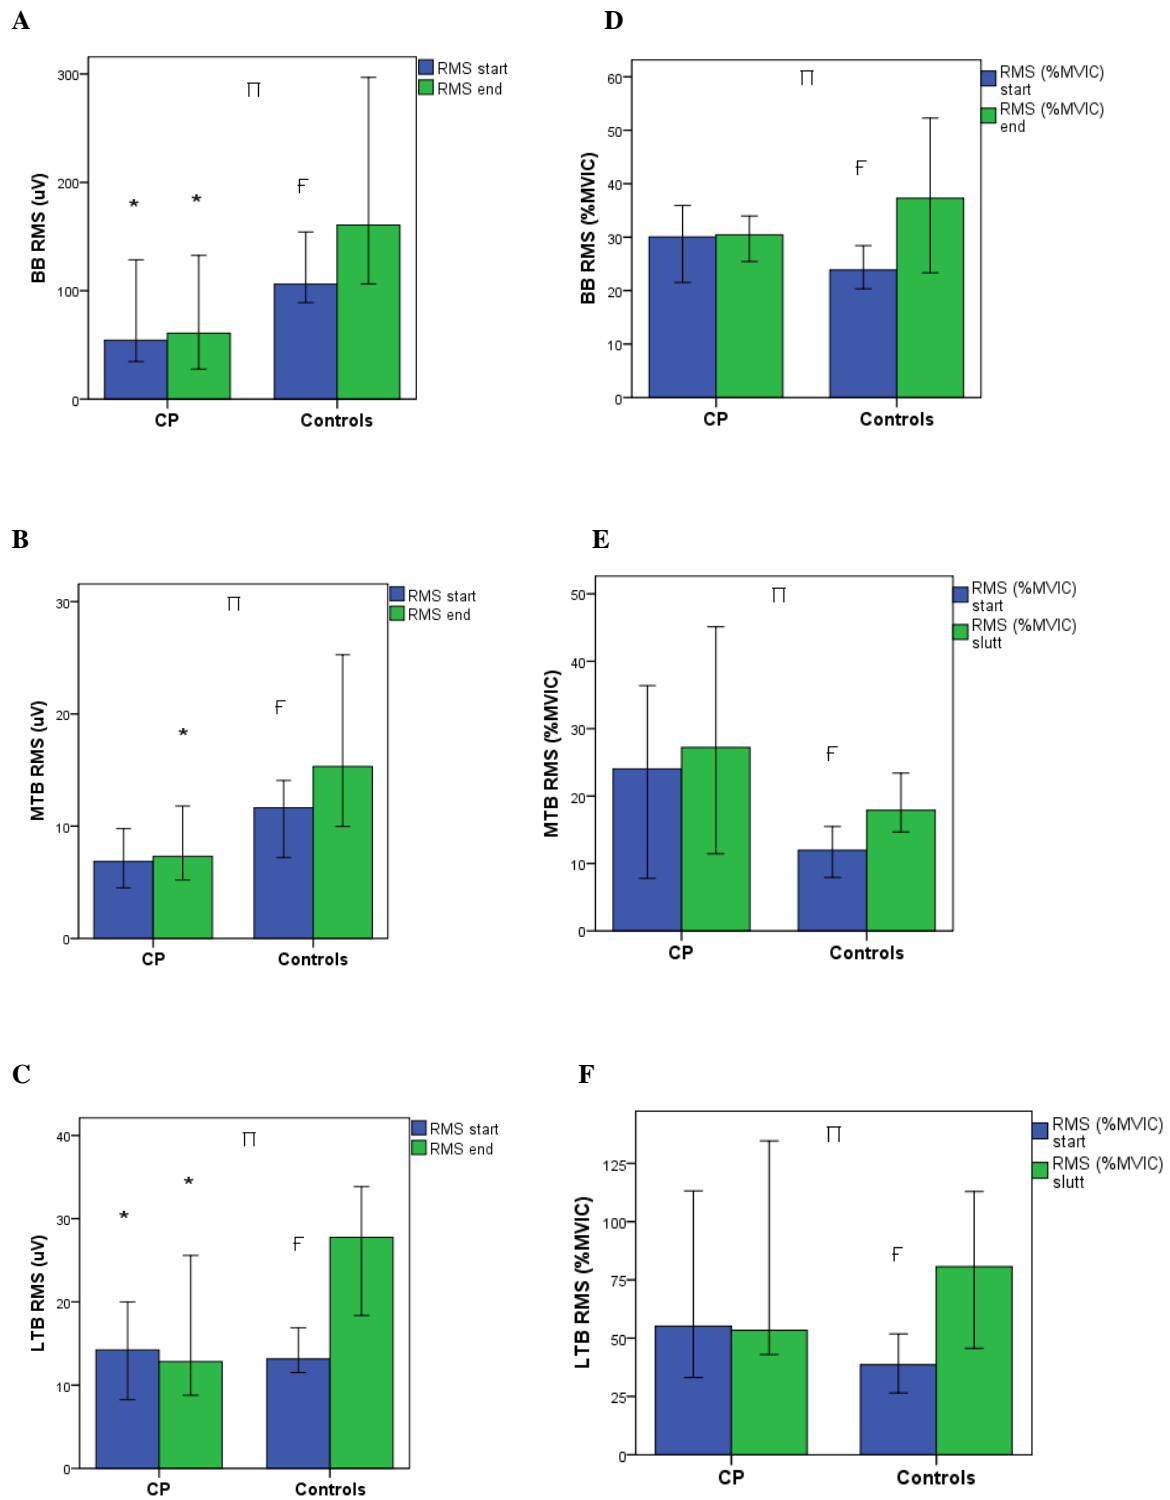 A
RMS start
RMS end
Π
300
200
100
0
* *
₣
BB RMS (uV)
CP Controls
D
RMS (%MVIC)
start
RMS (%MVIC)
end
Π
60
50
40
30
20
10
0
₣
BB RMS (%MVIC)
CP Controls
B
RMS start
RMS end
Π
30
20
10
0
*
₣
MTB RMS (uV)
CP Controls
E
RMS (%MVIC)
start
RMS (%MVIC)
slutt
Π
50
40
30
20
10
0
₣
MTB RMS (%MVIC)
CP Controls
C
RMS start
RMS end
Π
40
30
20
10
0
* *
₣
LTB RMS (uV)
CP Controls
F
RMS (%MVIC)
start
RMS (%MVIC)
slutt
Π
125
100
75
50
25
0
₣
LTB RMS (%MVIC)
CP Controls